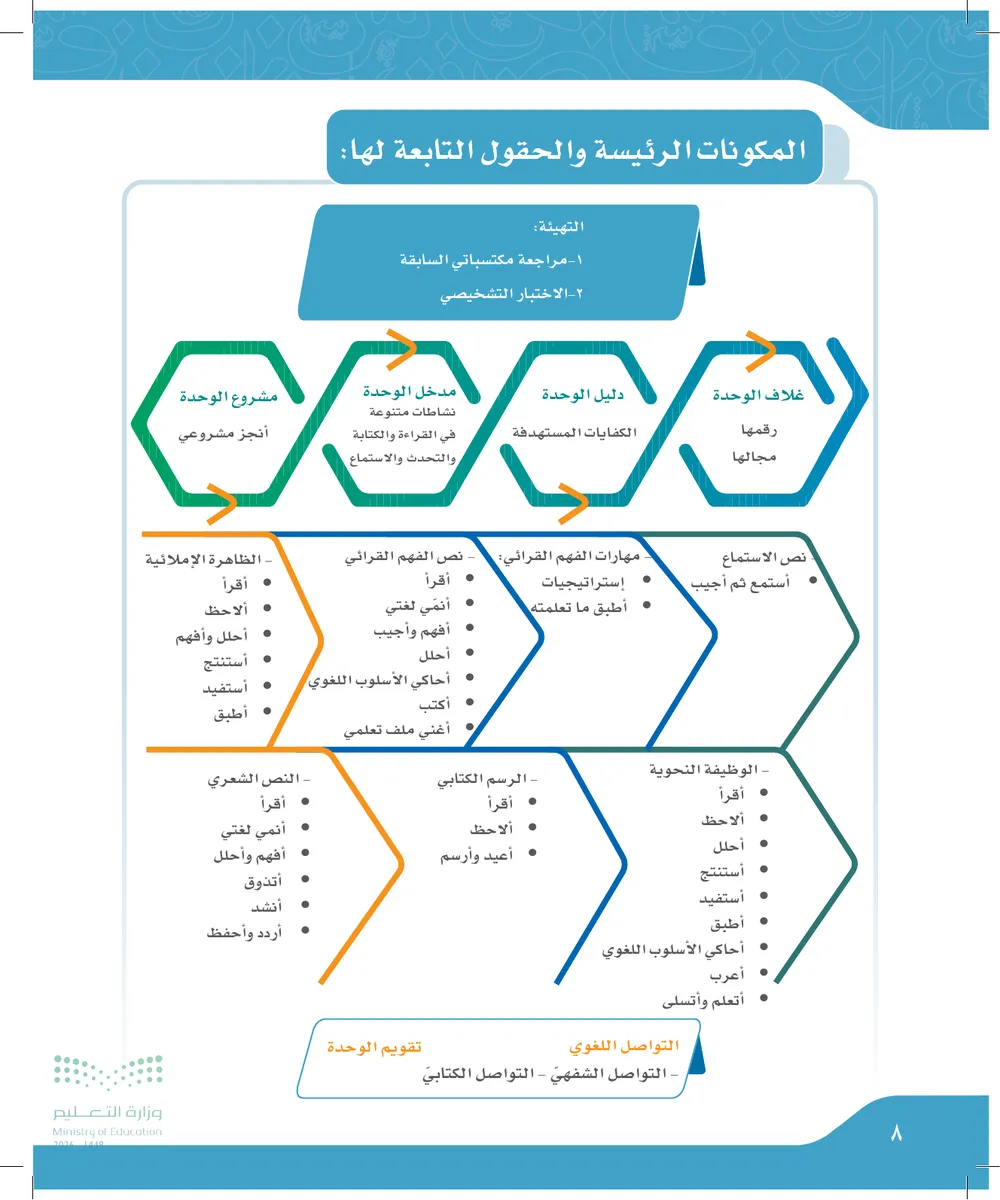 المكونات الرئيسة والحقول التابعة لها:
التهيئة:
١-مراجعة مكتسباتي السابقة
٢-الاختبار التشخيصي
غلاف الوحدة
رقمها
مجالها
دليل الوحدة
الكفايات المستهدفة
مدخل الوحدة
نشاطات متنوعة
في القراءة والكتابة
والتحدث والاستماع
مشروع الوحدة
أنجز مشروعي
- نص الاستماع
• أستمع ثم أجيب
- مهارات الفهم القرائي:
• إستراتيجيات
• أطبق ما تعلمته
- نص الفهم القرائي
• أقرأ
• أنمّي لغتي
• أفهم وأجيب
• أحلل
• أحاكي الأسلوب اللغوي
• أكتب
• أغني ملف تعلمي
- الظاهرة الإملائية
• أقرأ
• ألاحظ
• أحلل وأفهم
• أستنتج
• أستفيد
• أطبق
- الوظيفة النحوية
• أقرأ
• ألاحظ
• أحلل
• أستنتج
• أستفيد
• أطبق
• أحاكي الأسلوب اللغوي
• أعرب
• أتعلم وأتسلى
- الرسم الكتابي
• أقرأ
• ألاحظ
• أعيد وأرسم
- النص الشعري
• أقرأ
• أنمي لغتي
• أفهم وأحلل
• أتذوق
• أنشد
• أردد وأحفظ
التواصل اللغوي
تقويم الوحدة
- التواصل الشفهيّ - التواصل الكتابيّ
وزارة التعليم
Ministry of Education
2026 - 1448
٨